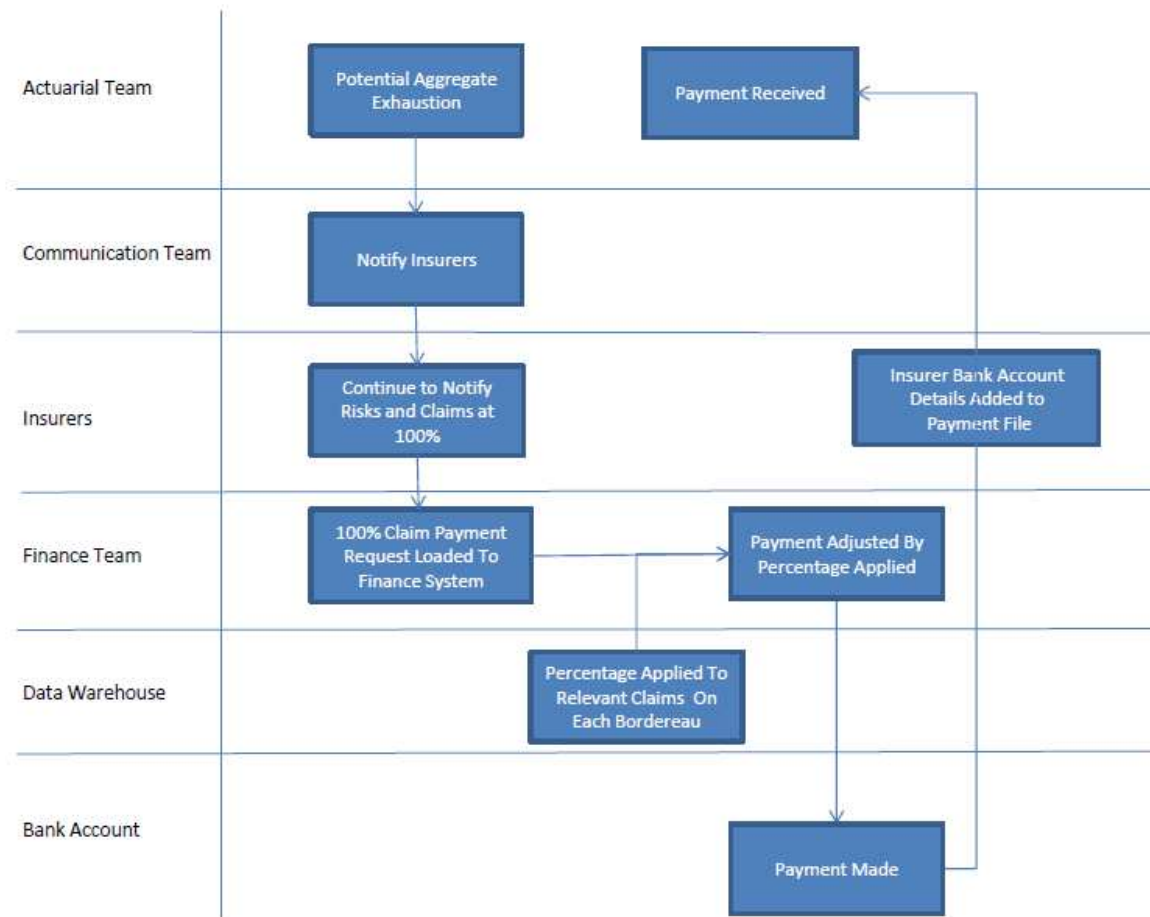 Actuarial Team
Potential Aggregate
Exhaustion
Payment Received
Communication Team
Notify Insurers
Insurers
Continue to Notify
Risks and Claims at
100%
Insurer Bank Account
Details Added to
Payment File
Finance Team
100% Claim Payment
Request Loaded To
Finance System
Payment Adjusted By
Percentage Applied
Data Warehouse
Percentage Applied To
Relevant Claims On
Each Bordereau
Bank Account
Payment Made